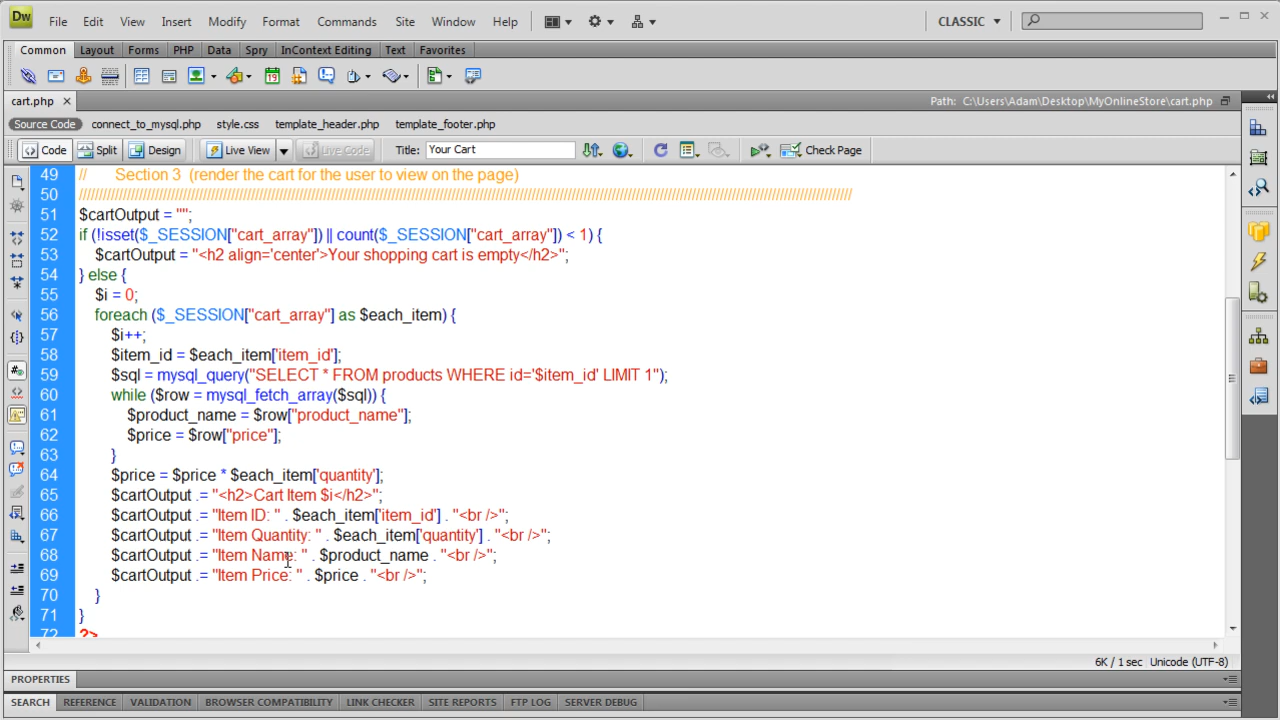 Dw File Edit View Insert Modify Format Commands Site Window Help CLASSIC
Common Layout Forms PHP Data Spry InContext Editing Text Favorites
cart.php × Path: C:\Users\Adam\Desktop\MyOnlineStore\cart.php
Source Code connect_to_mysql.php style.css template_header.php template_footer.php
Code Split Design Live View Live Code Title: Your Cart Check Page
49 // Section 3 (render the cart for the user to view on the page)
50 ////////////////////////////////////////////////////////////////////////////////////////////////////////////////////////////////////////////////////////
51 $cartOutput = "";
52 if (!isset($_SESSION["cart_array"]) || count($_SESSION["cart_array"]) < 1) {
53 $cartOutput = "<h2 align='center'>Your shopping cart is empty</h2>";
54 } else {
55 $i = 0;
56 foreach ($_SESSION["cart_array"] as $each_item) {
57 $i++;
58 $item_id = $each_item['item_id'];
59 $sql = mysql_query("SELECT * FROM products WHERE id='$item_id' LIMIT 1");
60 while ($row = mysql_fetch_array($sql)) {
61 $product_name = $row["product_name"];
62 $price = $row["price"];
63 }
64 $price = $price * $each_item['quantity'];
65 $cartOutput .= "<h2>Cart Item $i</h2>";
66 $cartOutput .= "Item ID: " . $each_item['item_id'] . "<br />";
67 $cartOutput .= "Item Quantity: " . $each_item['quantity'] . "<br />";
68 $cartOutput .= "Item Name: " . $product_name . "<br />";
69 $cartOutput .= "Item Price: " . $price . "<br />";
70 }
71 }
72 ?>
6K / 1 sec Unicode (UTF-8)
PROPERTIES
SEARCH REFERENCE VALIDATION BROWSER COMPATIBILITY LINK CHECKER SITE REPORTS FTP LOG SERVER DEBUG